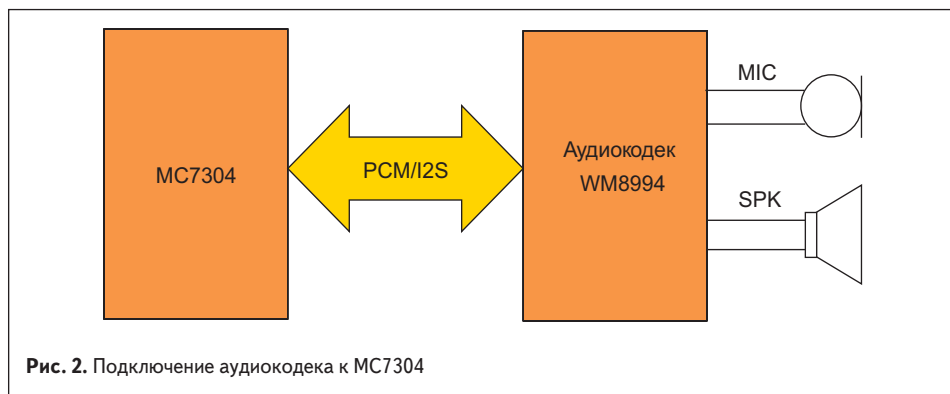 MC7304
PCM/I2S
Аудиокодек
WM8994
MIC
SPK
Рис. 2. Подключение аудиокодека к MC7304